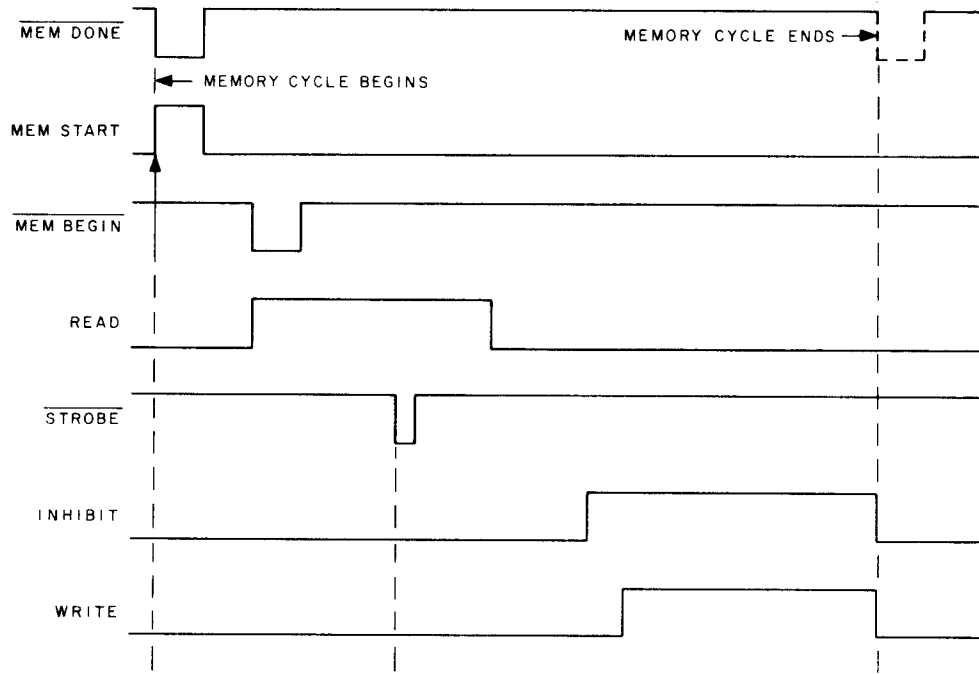 MEM DONE
MEMORY CYCLE ENDS
MEMORY CYCLE BEGINS
MEM START
MEM BEGIN
READ
STROBE
INHIBIT
WRITE